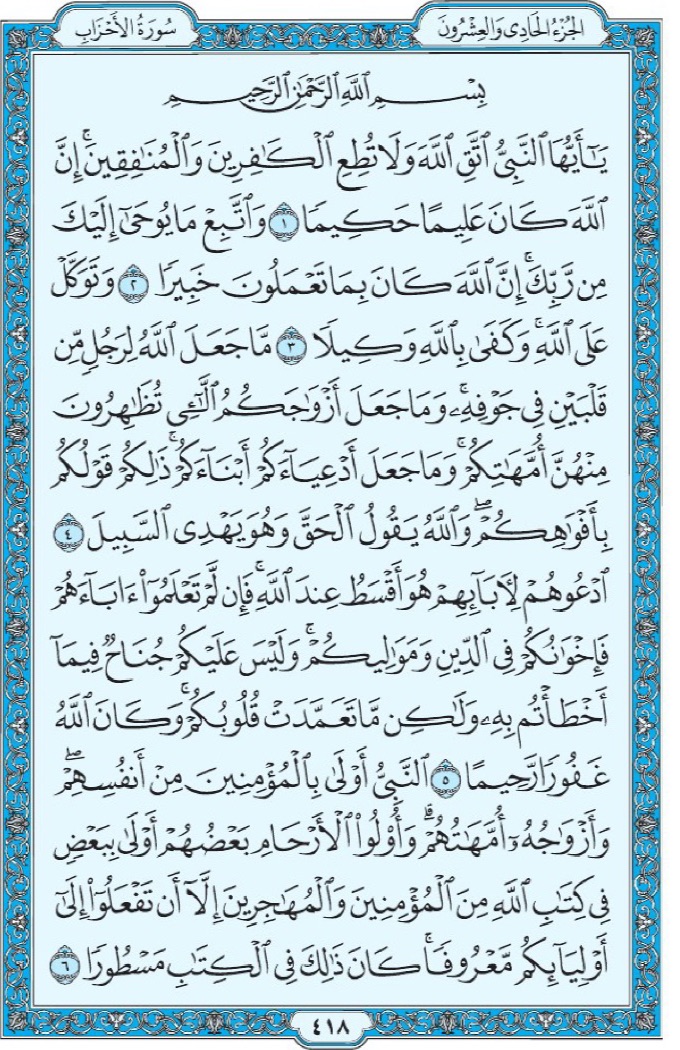 الجُزْءُ الحَادِي وَالعِشْرُونَ
سُورَةُ الأَحْزَابِ
بِسْمِ ٱللَّهِ ٱلرَّحْمَٰنِ ٱلرَّحِيمِ
يَٰٓأَيُّهَا ٱلنَّبِيُّ ٱتَّقِ ٱللَّهَ وَلَا تُطِعِ ٱلْكَٰفِرِينَ وَٱلْمُنَٰفِقِينَۚ إِنَّ
ٱللَّهَ كَانَ عَلِيمًا حَكِيمًا ١ وَٱتَّبِعْ مَا يُوحَىٰٓ إِلَيْكَ
مِن رَّبِّكَۚ إِنَّ ٱللَّهَ كَانَ بِمَا تَعْمَلُونَ خَبِيرًا ٢ وَتَوَكَّلْ
عَلَى ٱللَّهِۚ وَكَفَىٰ بِٱللَّهِ وَكِيلًا ٣ مَّا جَعَلَ ٱللَّهُ لِرَجُلٍ مِّن
قَلْبَيْنِ فِي جَوْفِهِۦۚ وَمَا جَعَلَ أَزْوَٰجَكُمُ ٱلَّٰٓـِٔي تُظَٰهِرُونَ
مِنْهُنَّ أُمَّهَٰتِكُمْۚ وَمَا جَعَلَ أَدْعِيَآءَكُمْ أَبْنَآءَكُمْۚ ذَٰلِكُمْ قَوْلُكُم
بِأَفْوَٰهِكُمْۖ وَٱللَّهُ يَقُولُ ٱلْحَقَّ وَهُوَ يَهْدِي ٱلسَّبِيلَ ٤
ٱدْعُوهُمْ لِأٓبَآئِهِمْ هُوَ أَقْسَطُ عِندَ ٱللَّهِۚ فَإِن لَّمْ تَعْلَمُوٓا۟ ءَابَآءَهُمْ
فَإِخْوَٰنُكُمْ فِي ٱلدِّينِ وَمَوَٰلِيكُمْۚ وَلَيْسَ عَلَيْكُمْ جُنَاحٌ فِيمَآ
أَخْطَأْتُم بِهِۦ وَلَٰكِن مَّا تَعَمَّدَتْ قُلُوبُكُمْۚ وَكَانَ ٱللَّهُ
غَفُورًا رَّحِيمًا ٥ ٱلنَّبِيُّ أَوْلَىٰ بِٱلْمُؤْمِنِينَ مِنْ أَنفُسِهِمْۖ
وَأَزْوَٰجُهُۥٓ أُمَّهَٰتُهُمْۗ وَأُو۟لُوا۟ ٱلْأَرْحَامِ بَعْضُهُمْ أَوْلَىٰ بِبَعْضٍ
فِي كِتَٰبِ ٱللَّهِ مِنَ ٱلْمُؤْمِنِينَ وَٱلْمُهَٰجِرِينَ إِلَّآ أَن تَفْعَلُوٓا۟ إِلَىٰٓ
أَوْلِيَآئِكُم مَّعْرُوفًاۚ كَانَ ذَٰلِكَ فِي ٱلْكِتَٰبِ مَسْطُورًا ٦
٤١٨